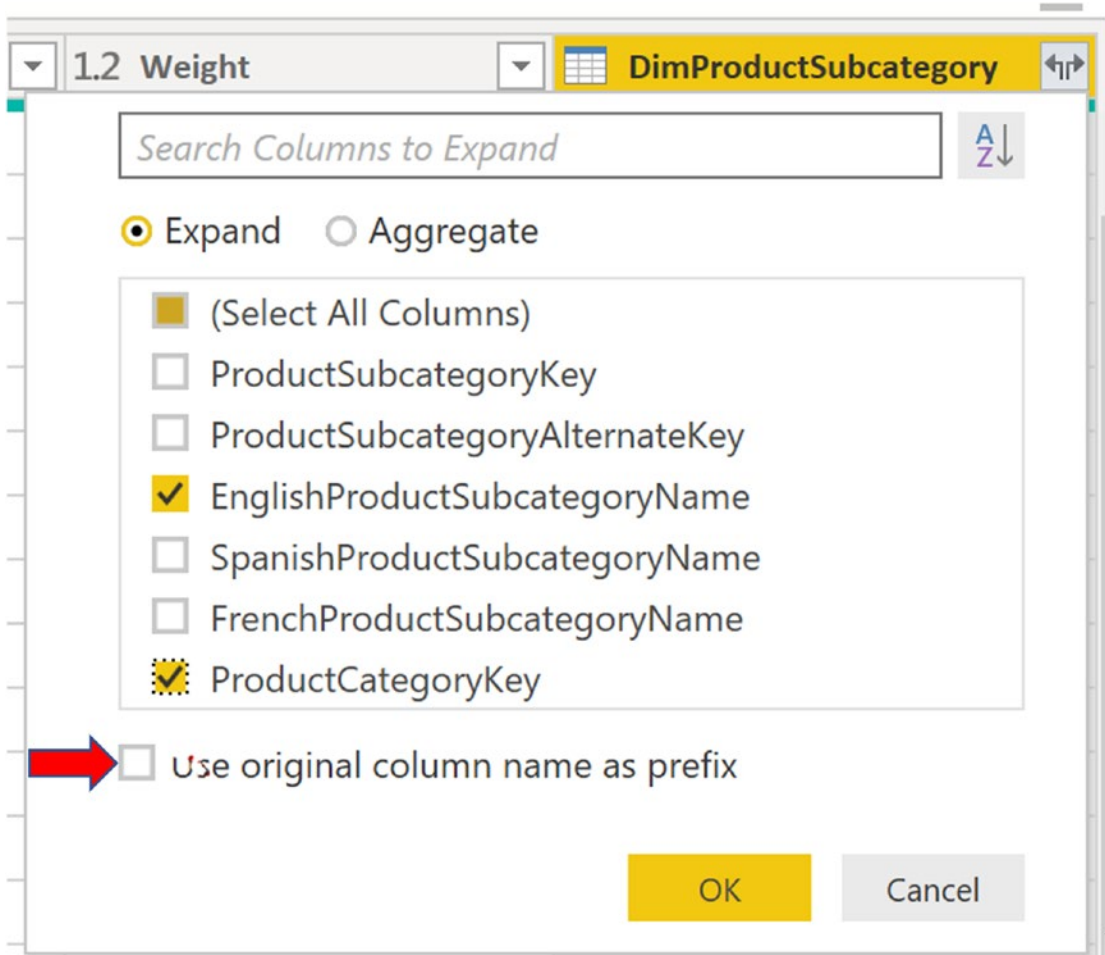 1.2 Weight DimProductSubcategory
Search Columns to Expand
A
Z
Expand Aggregate
(Select All Columns)
ProductSubcategoryKey
ProductSubcategoryAlternateKey
EnglishProductSubcategoryName
SpanishProductSubcategoryName
FrenchProductSubcategoryName
ProductCategoryKey
Use original column name as prefix
OK Cancel